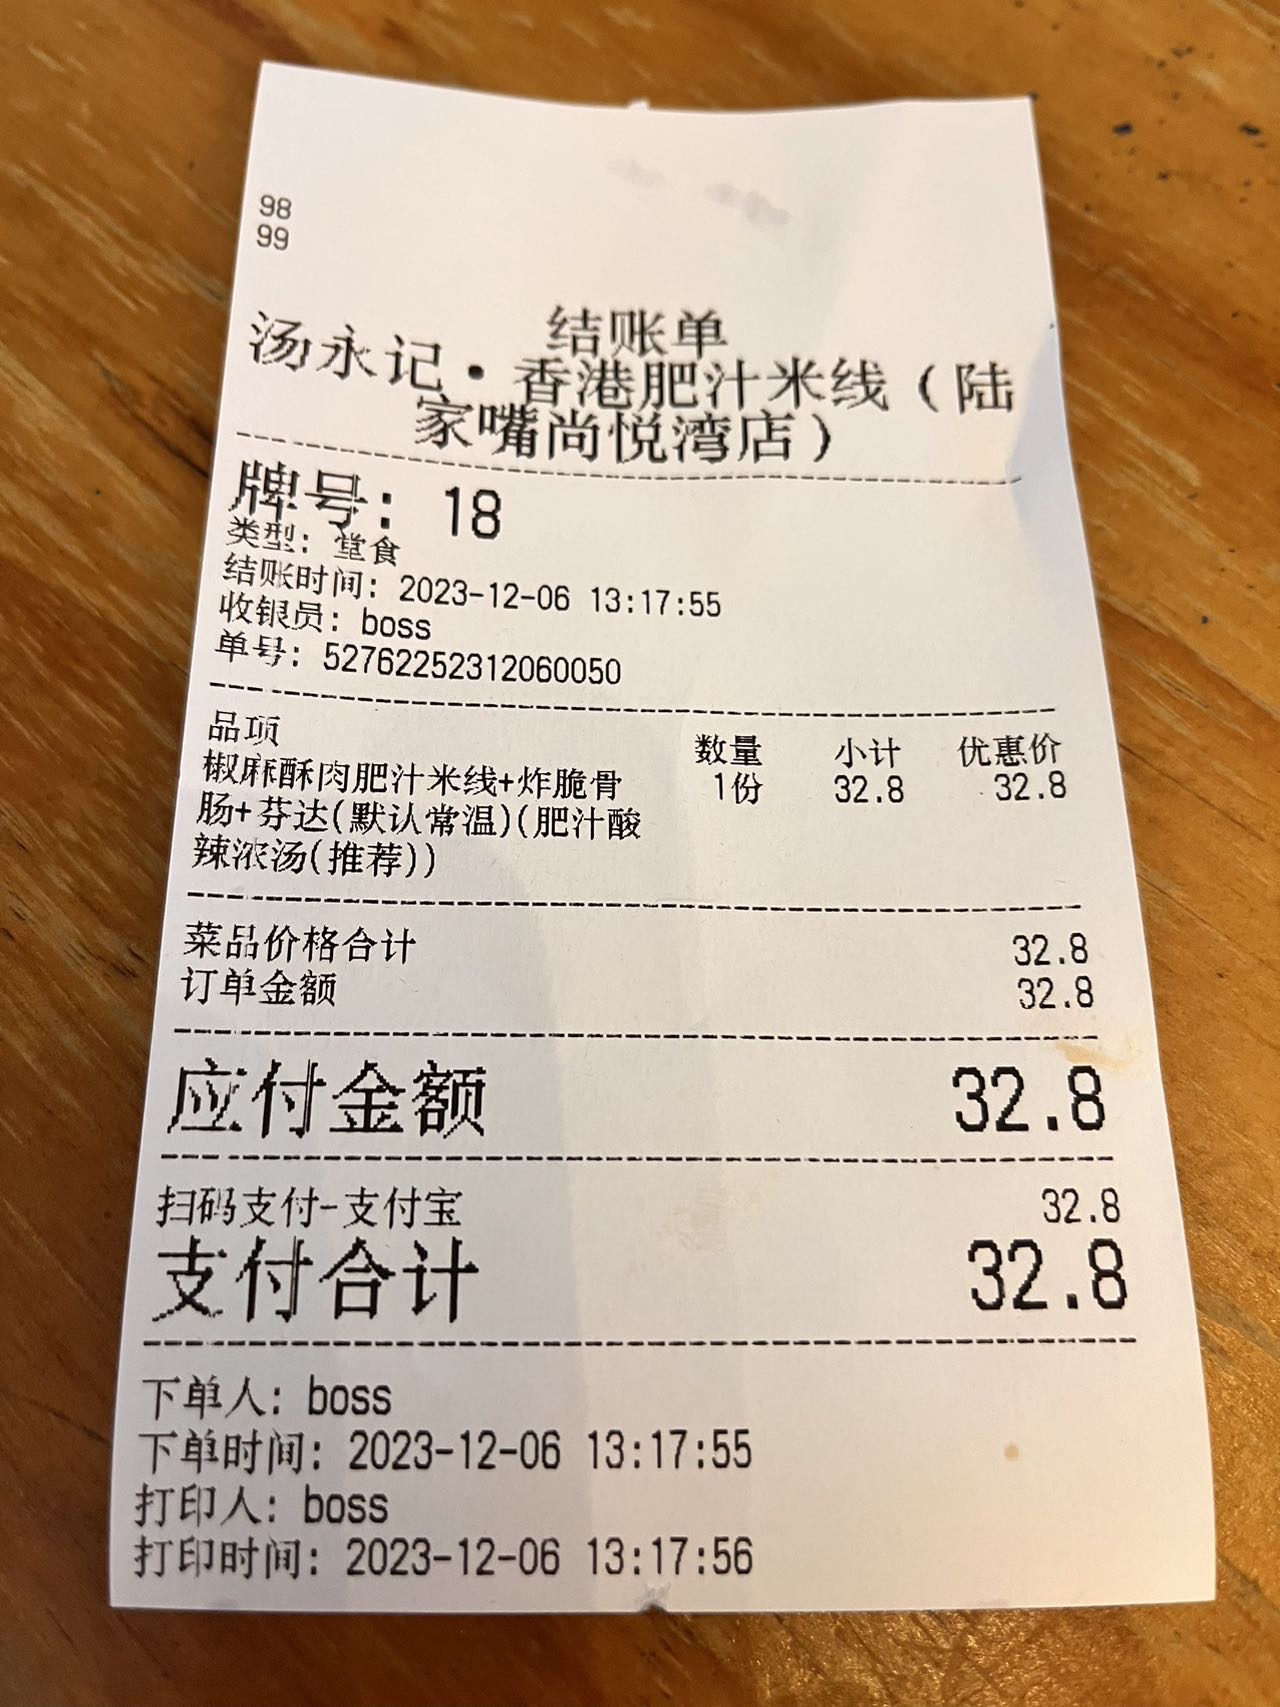 98
99
结账单
汤永记·香港肥汁米线（陆
家嘴尚悦湾店）
牌号: 18
类型: 堂食
结账时间: 2023-12-06 13:17:55
收银员: boss
单号: 52762252312060050
品项 数量 小计 优惠价
椒麻酥肉肥汁米线+炸脆骨 1份 32.8 32.8
肠+芬达(默认常温)(肥汁酸
辣浓汤(推荐))
菜品价格合计 32.8
订单金额 32.8
应付金额 32.8
扫码支付-支付宝 32.8
支付合计 32.8
下单人: boss
下单时间: 2023-12-06 13:17:55
打印人: boss
打印时间: 2023-12-06 13:17:56